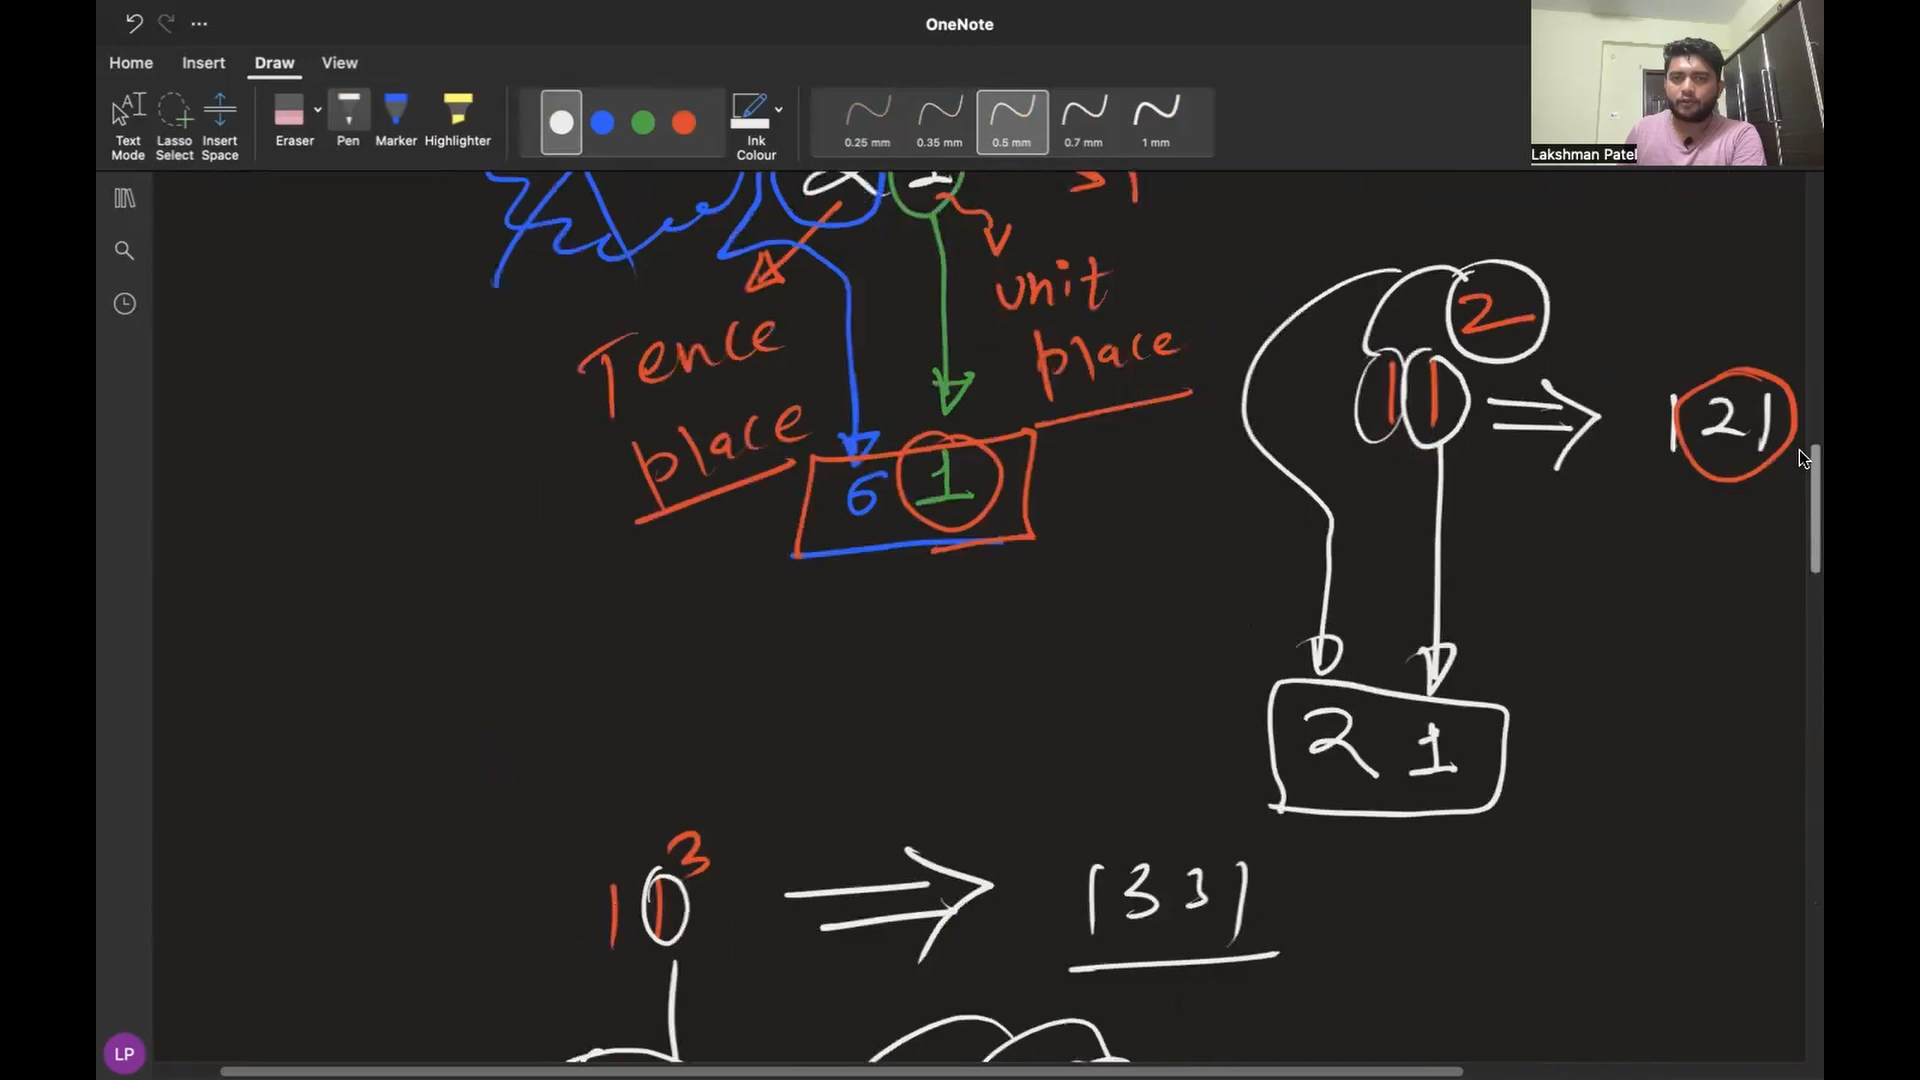 OneNote
Home Insert Draw View
Text Mode
Lasso Select
Insert Space
Eraser
Pen
Marker
Highlighter
Ink Colour
0.25 mm
0.35 mm
0.5 mm
0.7 mm
1 mm
Lakshman Patel
unit
place
Tence
place
6 1
11 2
121
2 1
11 3
1331
LP